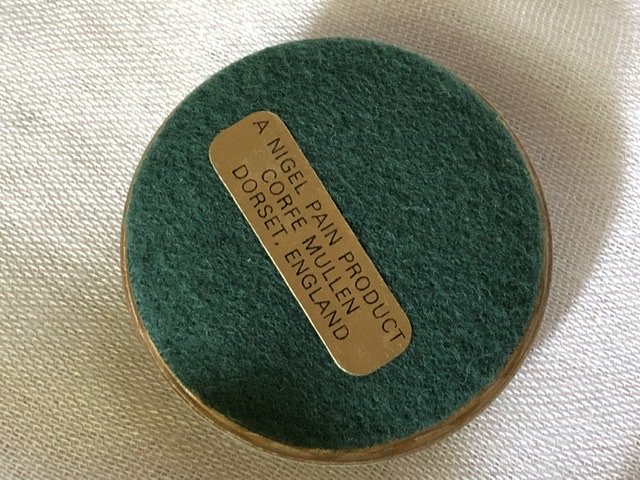 A NIGEL PAIN PRODUCT
CORFE MULLEN
DORSET, ENGLAND